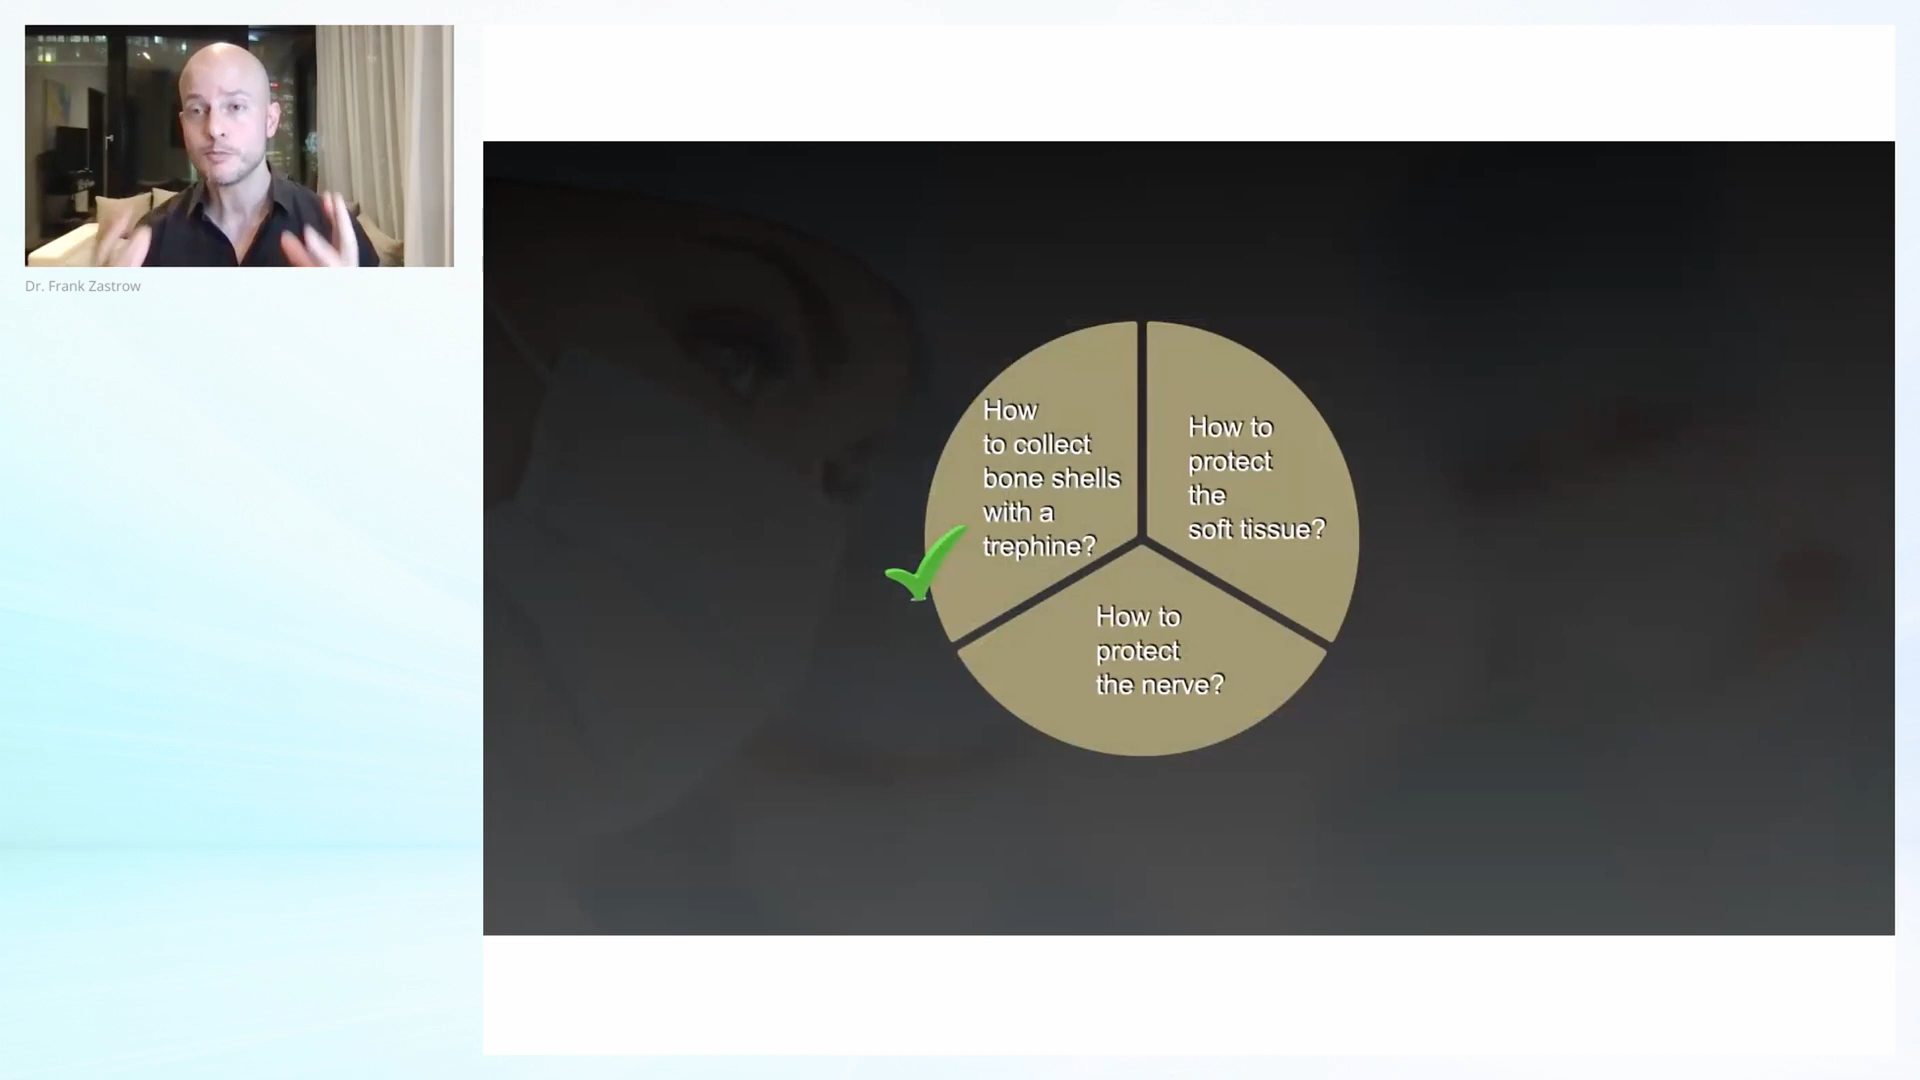 Dr. Frank Zastrow
How
to collect
bone shells
with a
trephine?
How to
protect
the
soft tissue?
How to
protect
the nerve?